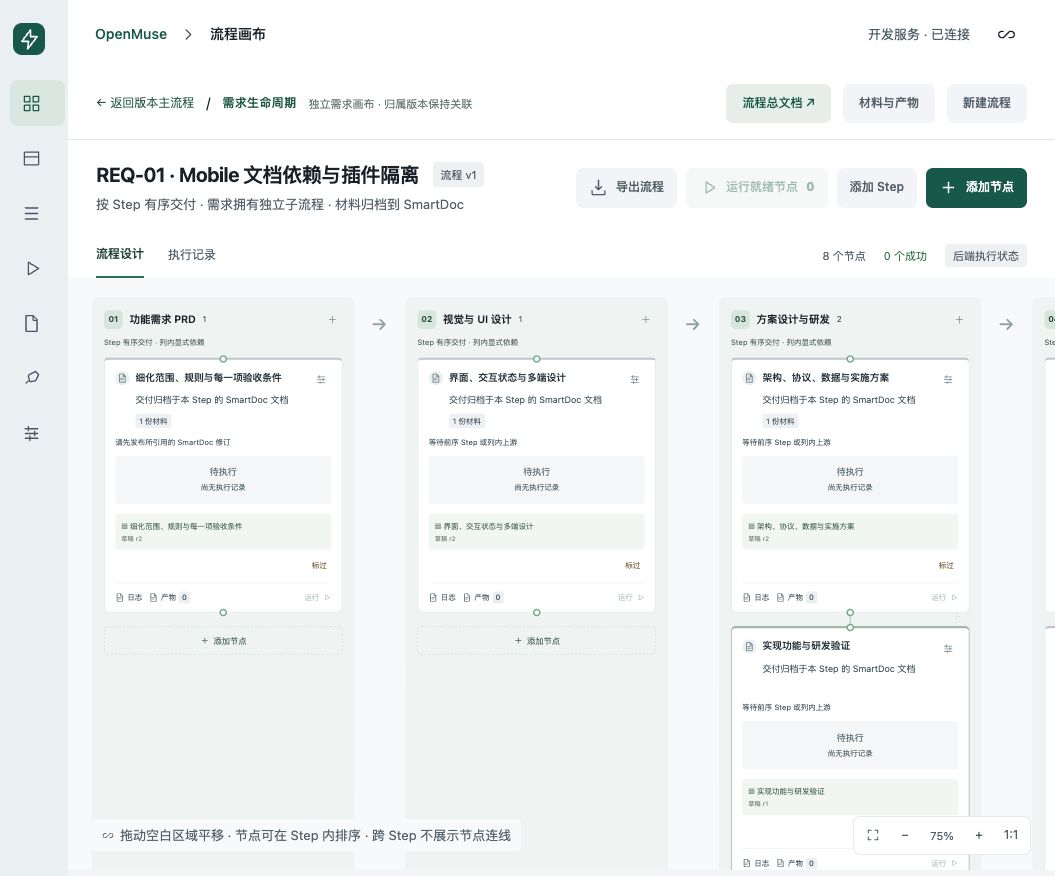 OpenMuse > 流程画布
开发服务 · 已连接
← 返回版本主流程 / 需求生命周期 独立需求画布 · 归属版本保持关联
流程总文档 ↗
材料与产物
新建流程
REQ-01 · Mobile 文档依赖与插件隔离 流程 v1
按 Step 有序交付 · 需求拥有独立子流程 · 材料归档到 SmartDoc
导出流程
运行就绪节点 0
添加 Step
+ 添加节点
流程设计 执行记录
8 个节点 0 个成功 后端执行状态
01 功能需求 PRD 1 +
Step 有序交付 · 列内显式依赖
细化范围、规则与每一项验收条件
交付归档于本 Step 的 SmartDoc 文档
1 份材料
请先发布所引用的 SmartDoc 修订
待执行
尚无执行记录
细化范围、规则与每一项验收条件
草稿 r2
标过
日志 产物 0 运行
+ 添加节点
02 视觉与 UI 设计 1 +
Step 有序交付 · 列内显式依赖
界面、交互状态与多端设计
交付归档于本 Step 的 SmartDoc 文档
1 份材料
等待前序 Step 或列内上游
待执行
尚无执行记录
界面、交互状态与多端设计
草稿 r2
标过
日志 产物 0 运行
+ 添加节点
03 方案设计与研发 2 +
Step 有序交付 · 列内显式依赖
架构、协议、数据与实施方案
交付归档于本 Step 的 SmartDoc 文档
1 份材料
等待前序 Step 或列内上游
待执行
尚无执行记录
架构、协议、数据与实施方案
草稿 r2
标过
日志 产物 0 运行
实现功能与研发验证
交付归档于本 Step 的 SmartDoc 文档
等待前序 Step 或列内上游
待执行
尚无执行记录
实现功能与研发验证
草稿 r1
日志 产物 0 运行
拖动空白区域平移 · 节点可在 Step 内排序 · 跨 Step 不展示节点连线
− 75% + 1:1